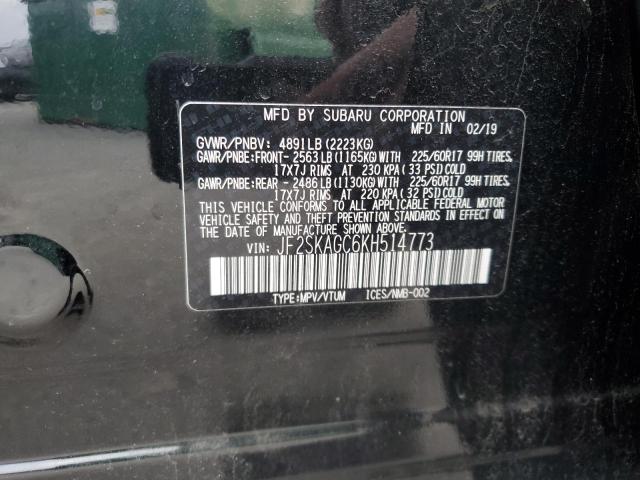 MFD BY SUBARU CORPORATION
MFD IN 02/19
GVWR/PNBV: 4891LB (2223KG)
GAWR/PNBE:FRONT- 2563 LB (1165KG) WITH 225/60R17 99H TIRES,
17X7J RIMS AT 230 KPA (33 PSI) COLD
GAWR/PNBE:REAR - 2486 LB (1130KG) WITH 225/60R17 99H TIRES,
17X7J RIMS AT 220 KPA (32 PSI) COLD
THIS VEHICLE CONFORMS TO ALL APPLICABLE FEDERAL MOTOR
VEHICLE SAFETY AND THEFT PREVENTION STANDARDS IN EFFECT ON
THE DATE OF MANUFACTURE SHOWN ABOVE.
VIN: JF2SKAGC6KH514773
TYPE:MPV/VTUM ICES/NMB-002